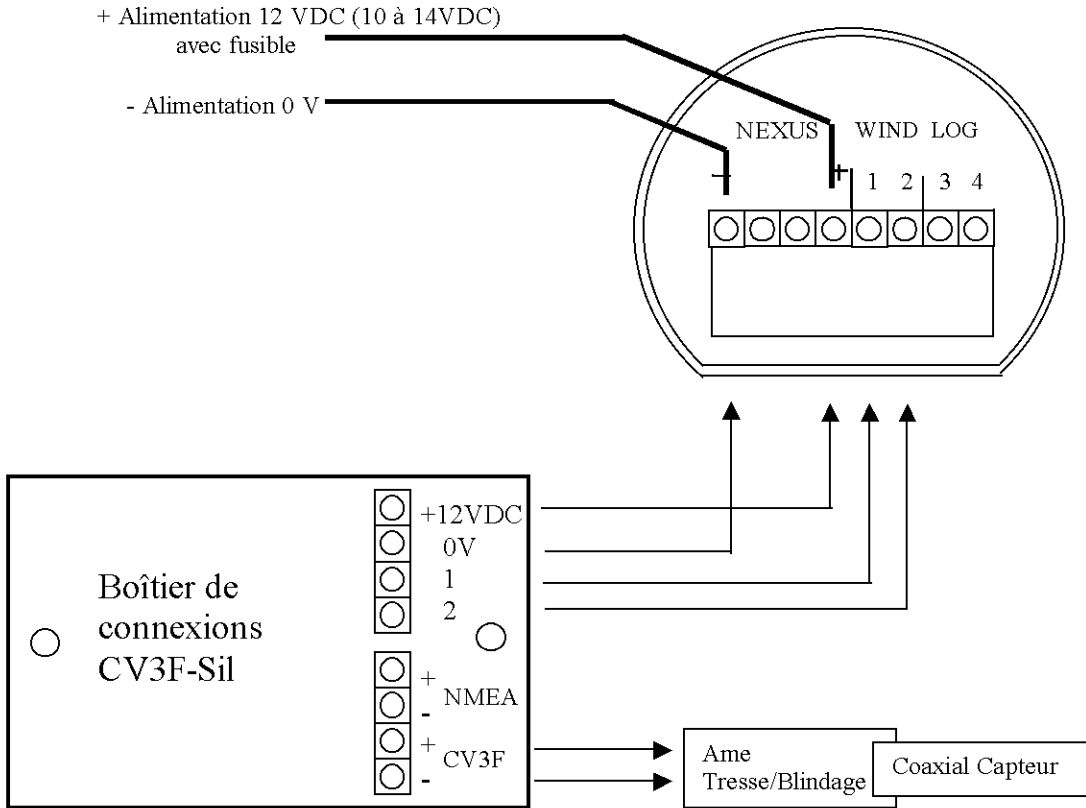 + Alimentation 12 VDC (10 à 14VDC)
avec fusible
- Alimentation 0 V
NEXUS WIND LOG
- + 1 2 3 4
Boîtier de
connexions
CV3F-Sil
+12VDC
0V
1
2
+
NMEA
-
+
CV3F
-
Ame
Tresse/Blindage
Coaxial Capteur